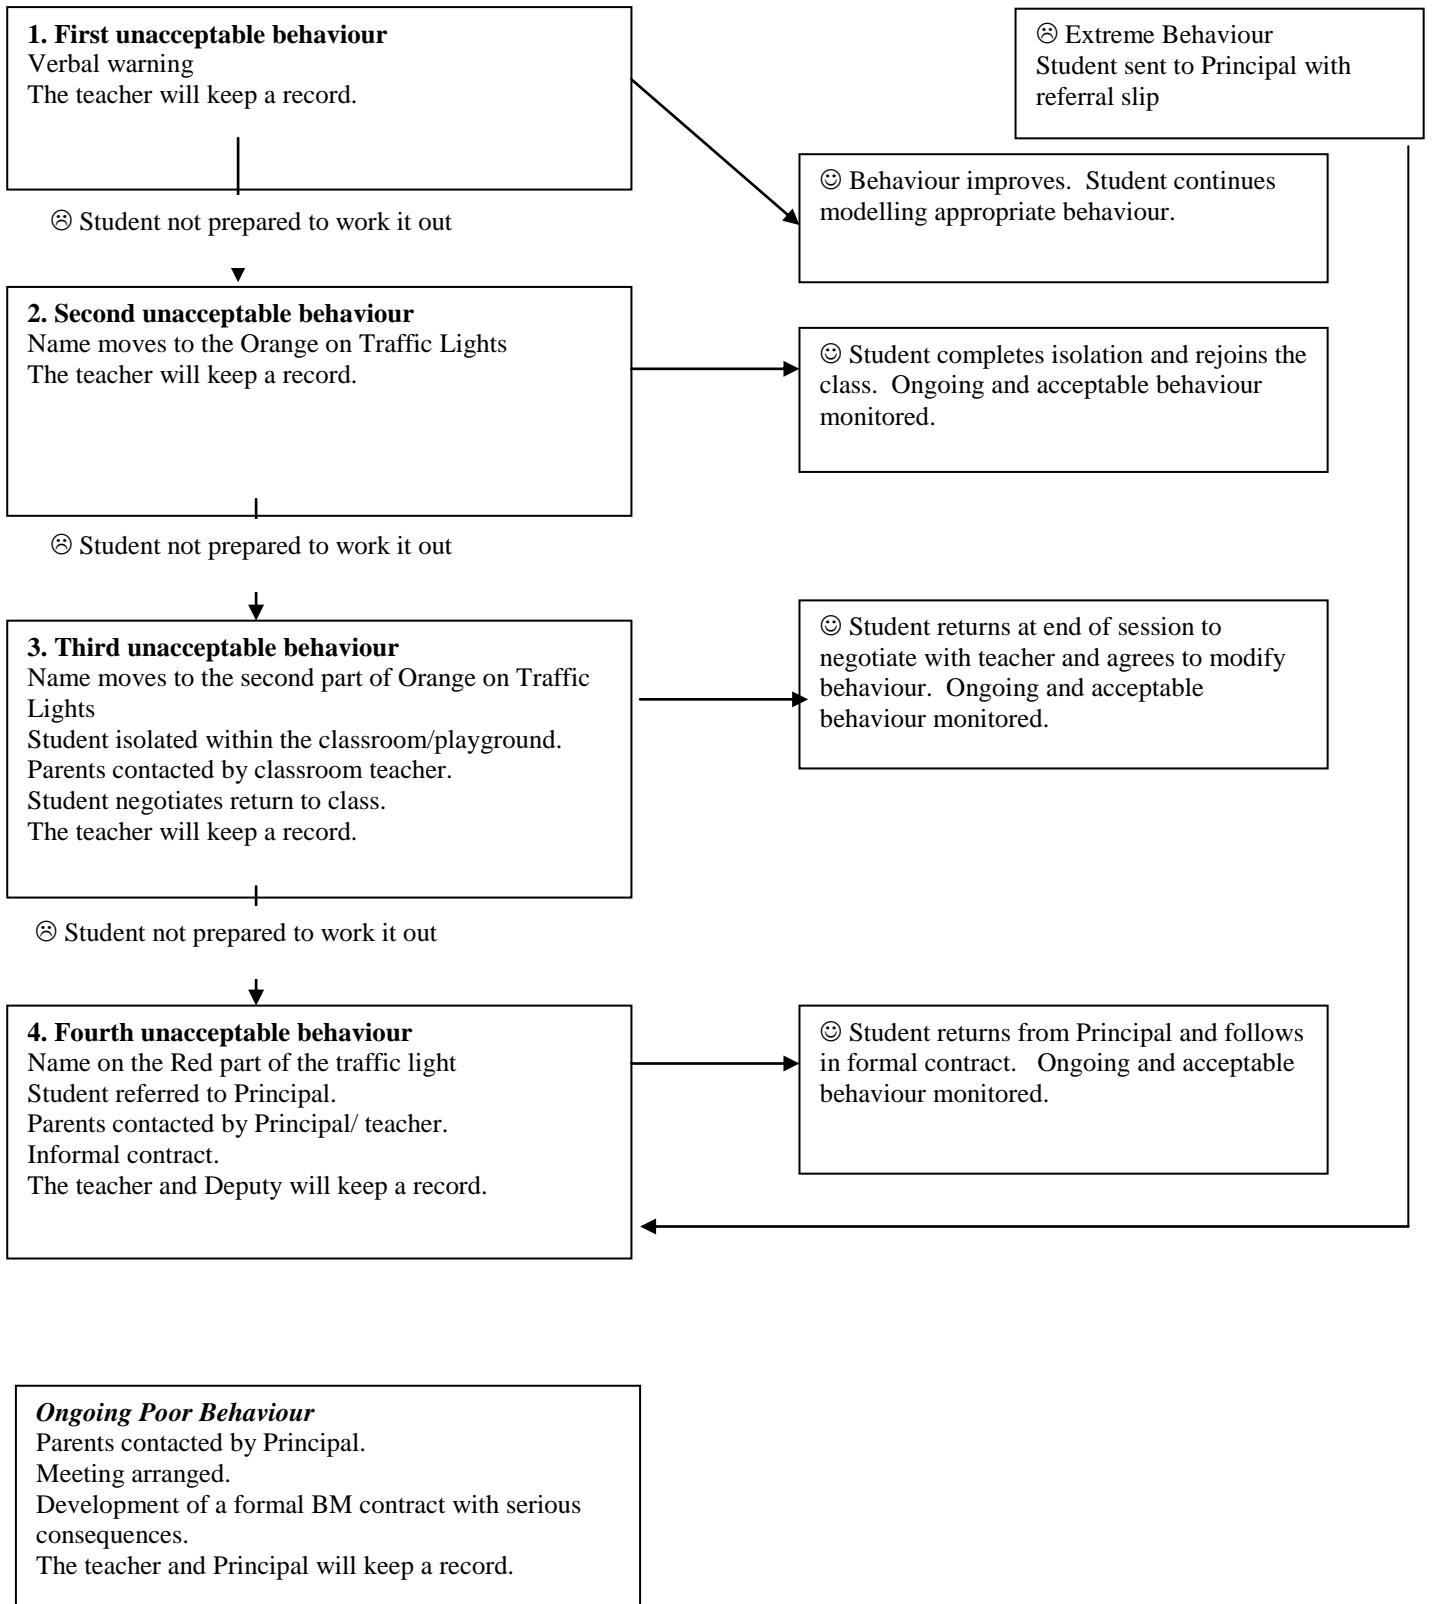 1. First unacceptable behaviour
Verbal warning
The teacher will keep a record.
☹ Extreme Behaviour
Student sent to Principal with
referral slip
☺ Behaviour improves.  Student continues
modelling appropriate behaviour.
☹ Student not prepared to work it out
2. Second unacceptable behaviour
Name moves to the Orange on Traffic Lights
The teacher will keep a record.
☺ Student completes isolation and rejoins the
class.  Ongoing and acceptable behaviour
monitored.
☹ Student not prepared to work it out
3. Third unacceptable behaviour
Name moves to the second part of Orange on Traffic
Lights
Student isolated within the classroom/playground.
Parents contacted by classroom teacher.
Student negotiates return to class.
The teacher will keep a record.
☺ Student returns at end of session to
negotiate with teacher and agrees to modify
behaviour.  Ongoing and acceptable
behaviour monitored.
☹ Student not prepared to work it out
4. Fourth unacceptable behaviour
Name on the Red part of the traffic light
Student referred to Principal.
Parents contacted by Principal/ teacher.
Informal contract.
The teacher and Deputy will keep a record.
☺ Student returns from Principal and follows
in formal contract.   Ongoing and acceptable
behaviour monitored.
Ongoing Poor Behaviour
Parents contacted by Principal.
Meeting arranged.
Development of a formal BM contract with serious
consequences.
The teacher and Principal will keep a record.